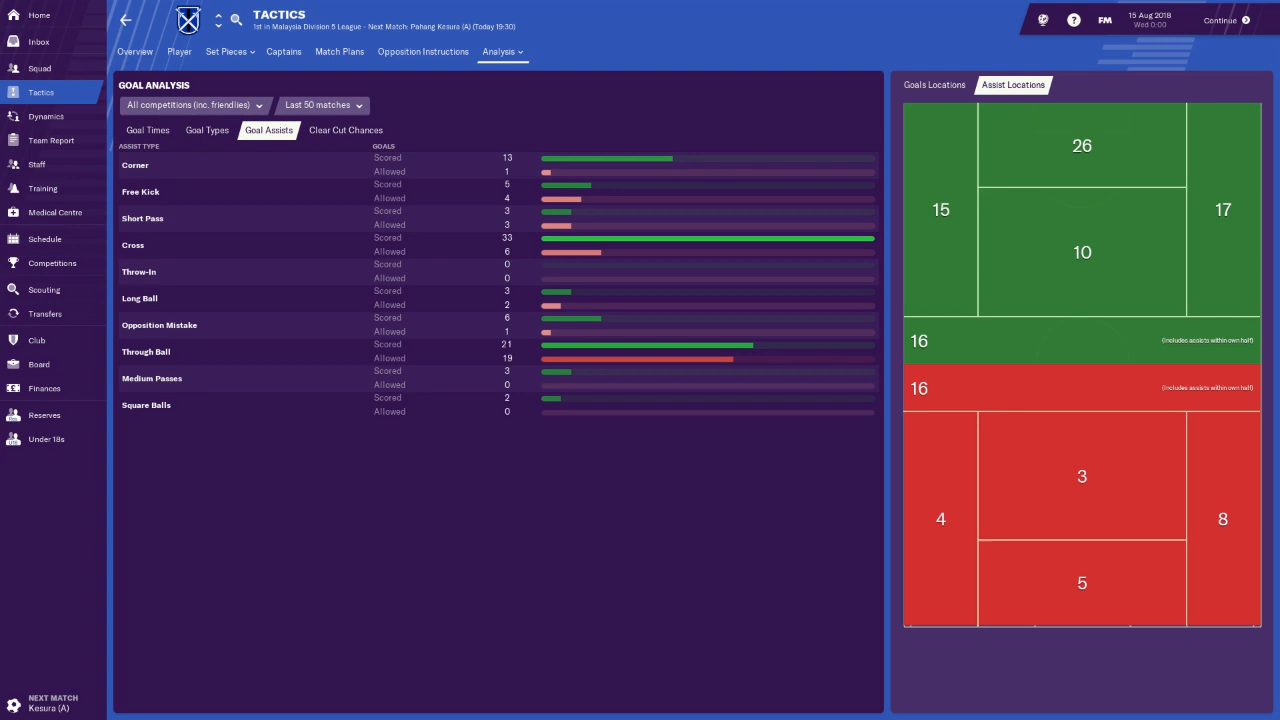 Home
Inbox
Squad
Tactics
Dynamics
Team Report
Staff
Training
Medical Centre
Schedule
Competitions
Scouting
Transfers
Club
Board
Finances
Reserves
Under 18s
NEXT MATCH
Kesura (A)
TACTICS
1st in Malaysia Division 5 League - Next Match: Pahang Kesura (A) (Today 19:30)
? FM 15 Aug 2018
Wed 0:00
Continue
Overview Player Set Pieces Captains Match Plans Opposition Instructions Analysis
GOAL ANALYSIS
All competitions (inc. friendlies) Last 50 matches
Goal Times Goal Types Goal Assists Clear Cut Chances
ASSIST TYPE GOALS
Corner
Scored 13
Allowed 1
Free Kick
Scored 5
Allowed 4
Short Pass
Scored 3
Allowed 3
Cross
Scored 33
Allowed 6
Throw-In
Scored 0
Allowed 0
Long Ball
Scored 3
Allowed 2
Opposition Mistake
Scored 6
Allowed 1
Through Ball
Scored 21
Allowed 19
Medium Passes
Scored 3
Allowed 0
Square Balls
Scored 2
Allowed 0
Goals Locations Assist Locations
26
15 17
10
16 (Includes assists within own half)
16 (Includes assists within own half)
3
4 8
5